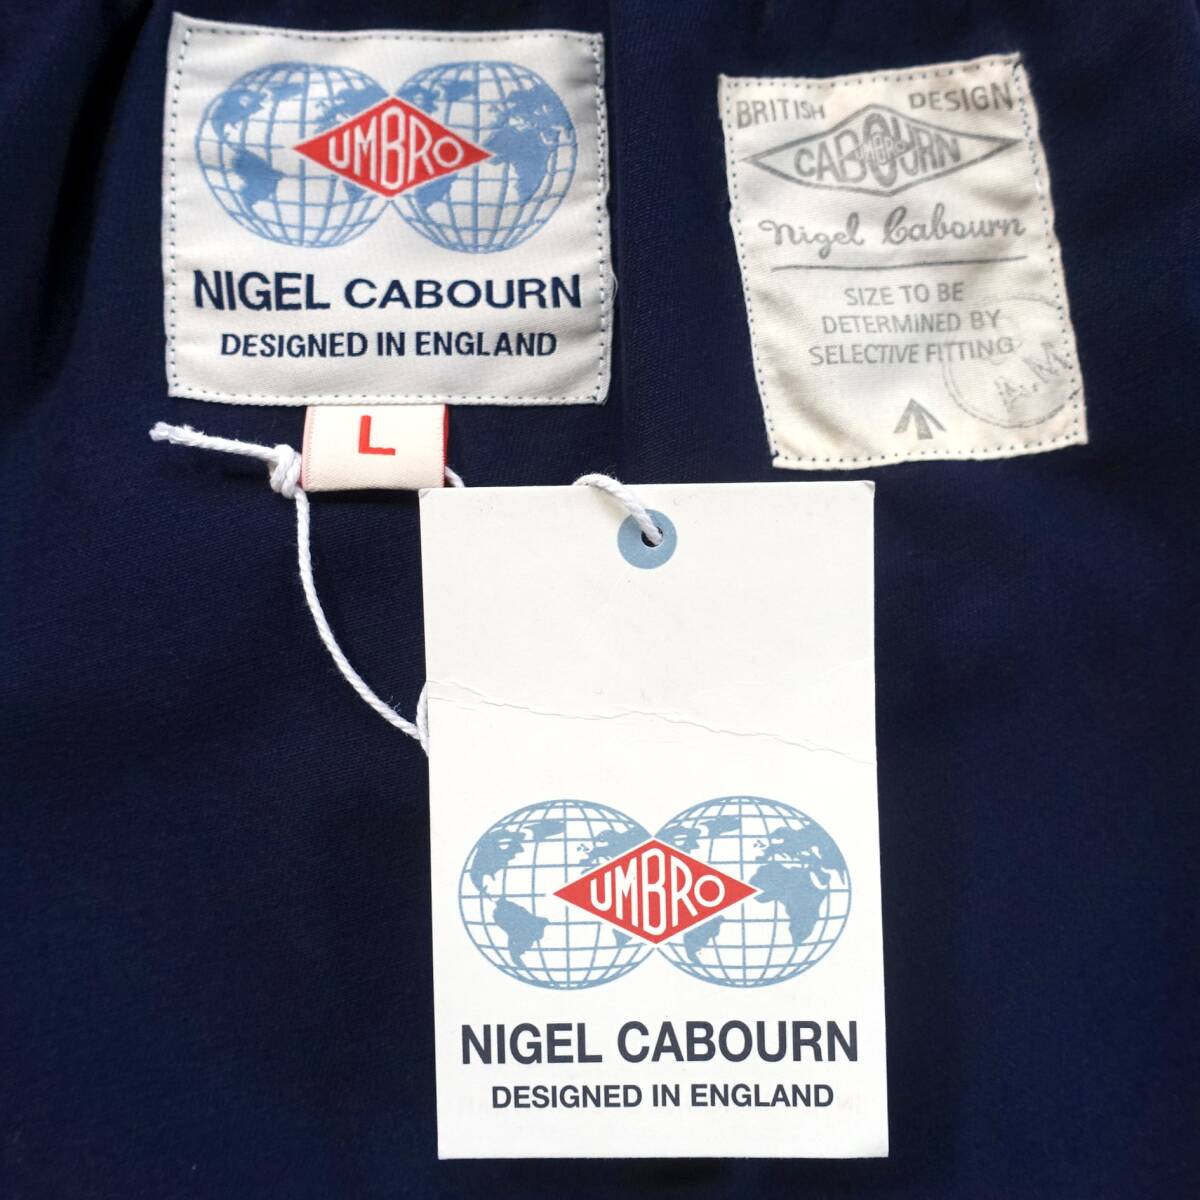 UMBRO
NIGEL CABOURN
DESIGNED IN ENGLAND
L
BRITISH DESIGN
CABOURN
UMBRO
Nigel Cabourn
SIZE TO BE
DETERMINED BY
SELECTIVE FITTING
UMBRO
NIGEL CABOURN
DESIGNED IN ENGLAND